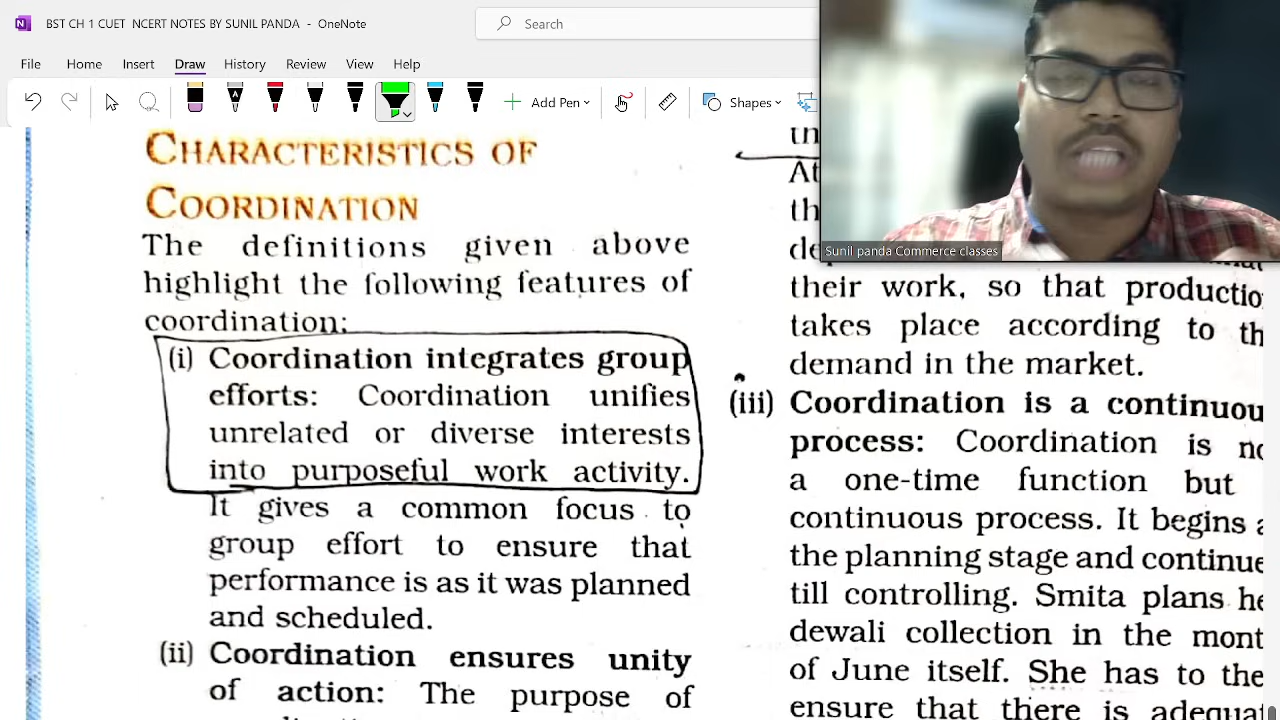 BST CH 1 CUET NCERT NOTES BY SUNIL PANDA - OneNote
Search
File Home Insert Draw History Review View Help
Add Pen
Shapes
CHARACTERISTICS OF
COORDINATION
The definitions given above
highlight the following features of
coordination:
(i) Coordination integrates group
efforts: Coordination unifies
unrelated or diverse interests
into purposeful work activity.
It gives a common focus to
group effort to ensure that
performance is as it was planned
and scheduled.
(ii) Coordination ensures unity
of action: The purpose of
their work, so that productio
takes place according to th
demand in the market.
(iii) Coordination is a continuou
process: Coordination is no
a one-time function but
continuous process. It begins a
the planning stage and continue
till controlling. Smita plans he
dewali collection in the mont
of June itself. She has to the
ensure that there is adequat
Sunil panda Commerce classes